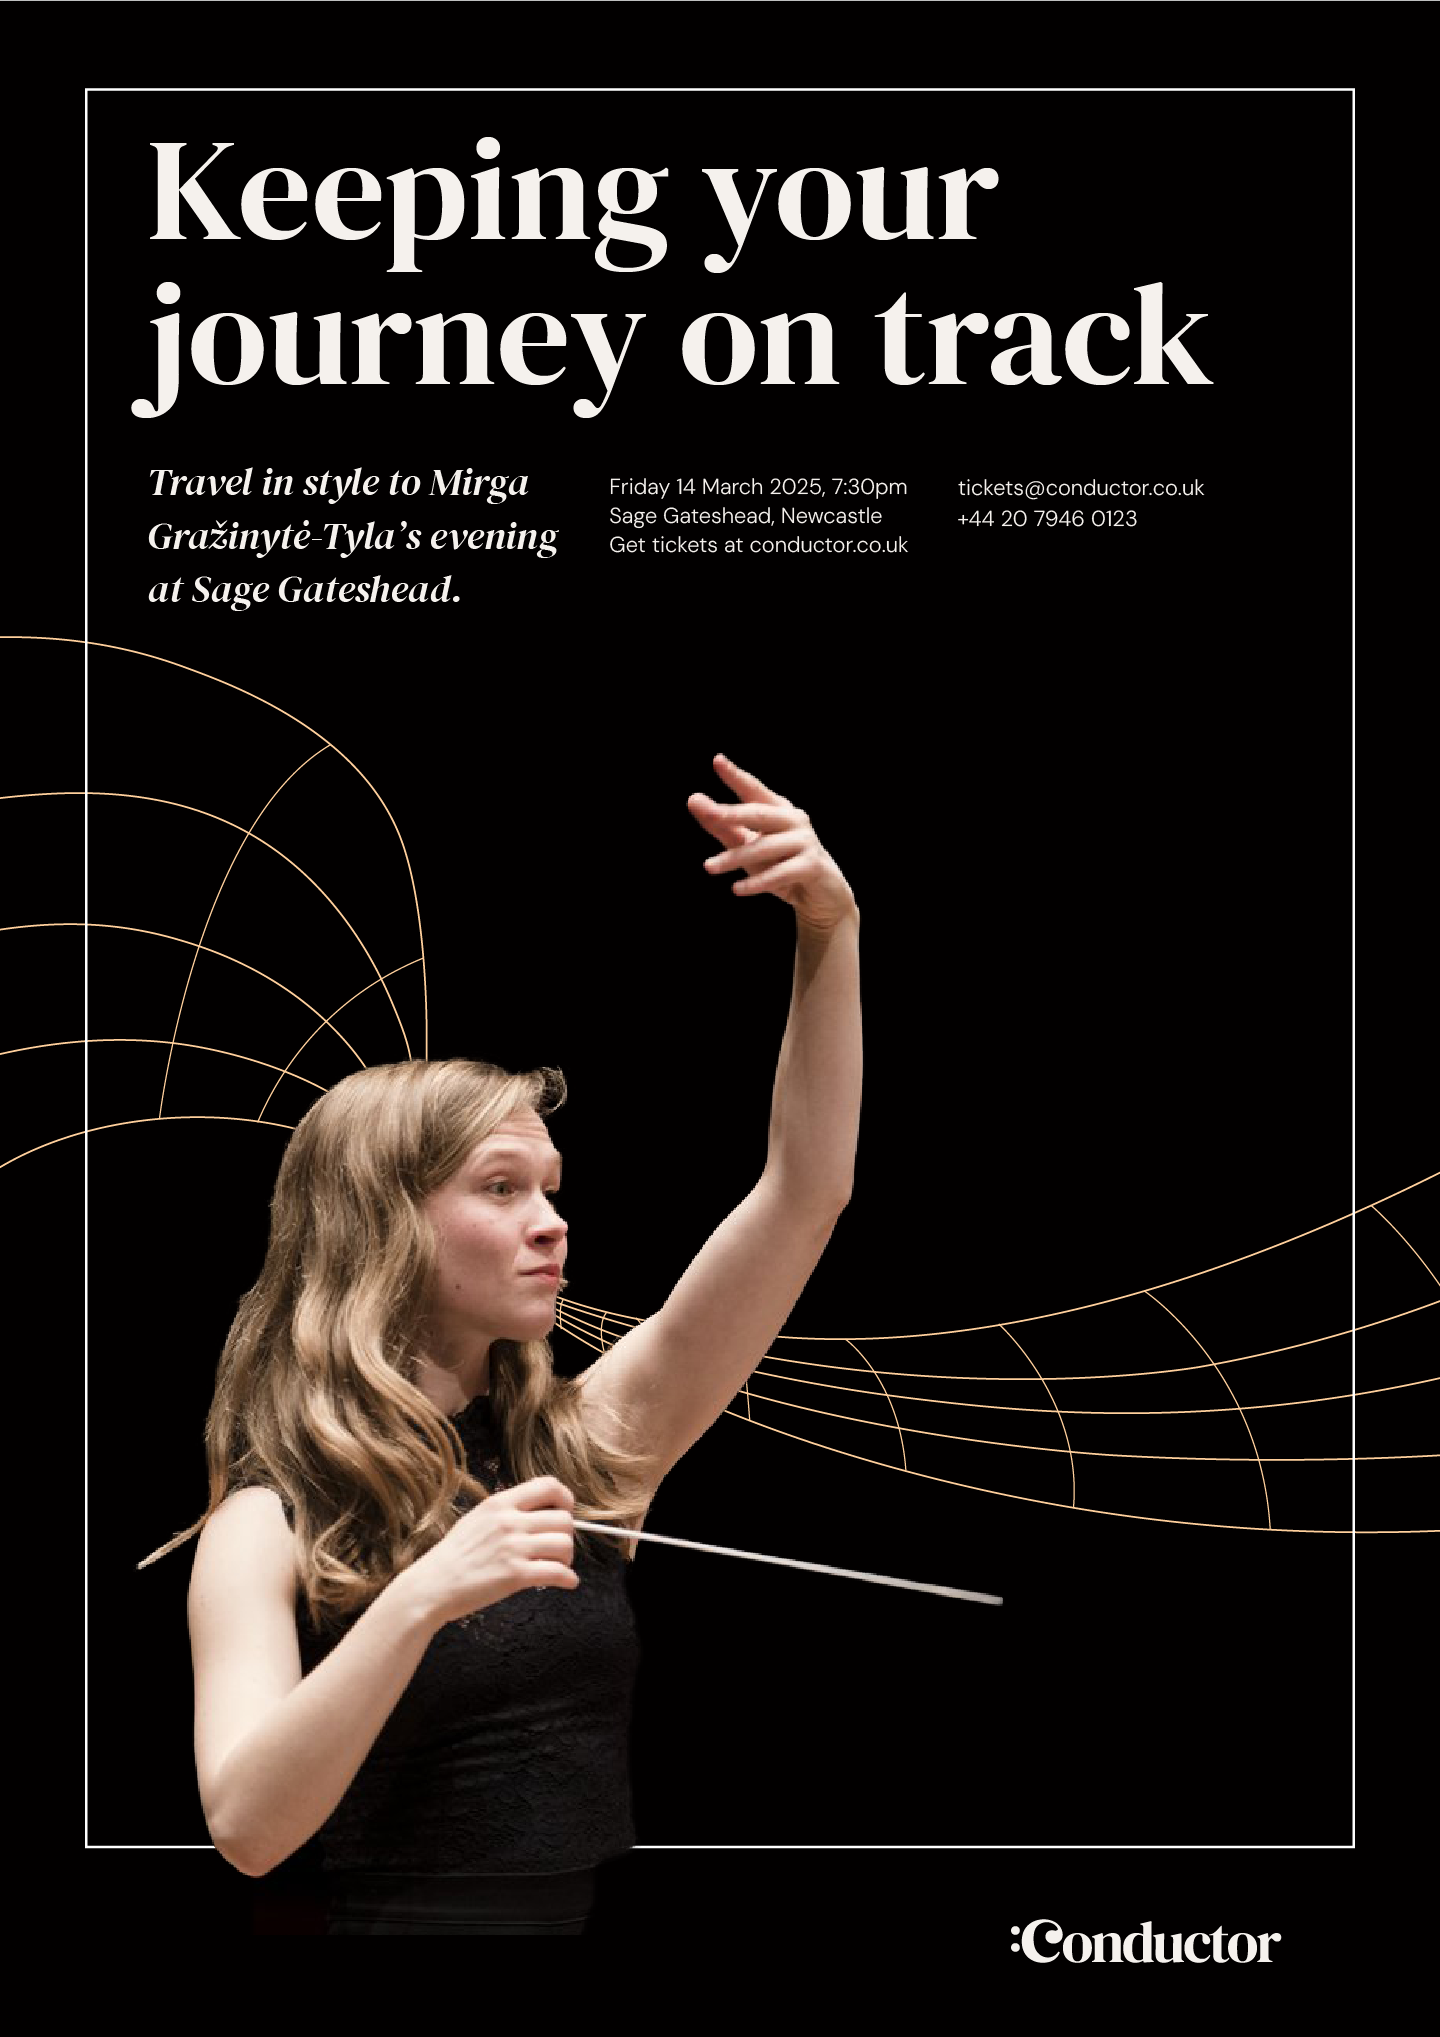 Keeping your
journey on track
Travel in style to Mirga
Gražinytė-Tyla’s evening
at Sage Gateshead.
Friday 14 March 2025, 7:30pm
Sage Gateshead, Newcastle
Get tickets at conductor.co.uk
tickets@conductor.co.uk
+44 20 7946 0123
:Conductor